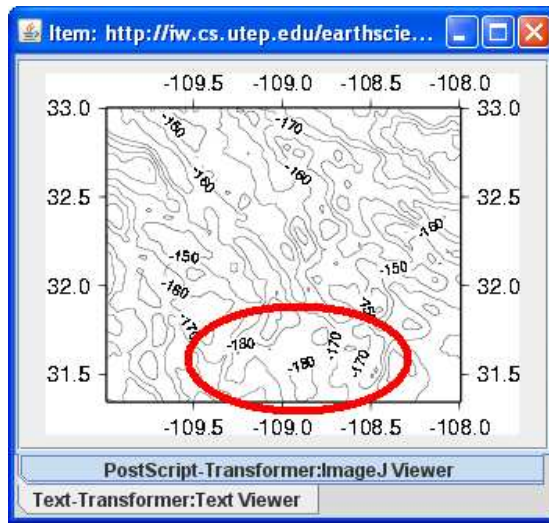 Item: http://iw.cs.utep.edu/earthscie...
-109.5 -109.0 -108.5 -108.0
33.0 33.0
-150 -170
-160 -160
32.5 32.5
-160
-150 -150
32.0 32.0
-160
-170
-180 -170
-180 -170
31.5 31.5
-109.5 -109.0 -108.5 -108.0
PostScript-Transformer:ImageJ Viewer
Text-Transformer:Text Viewer